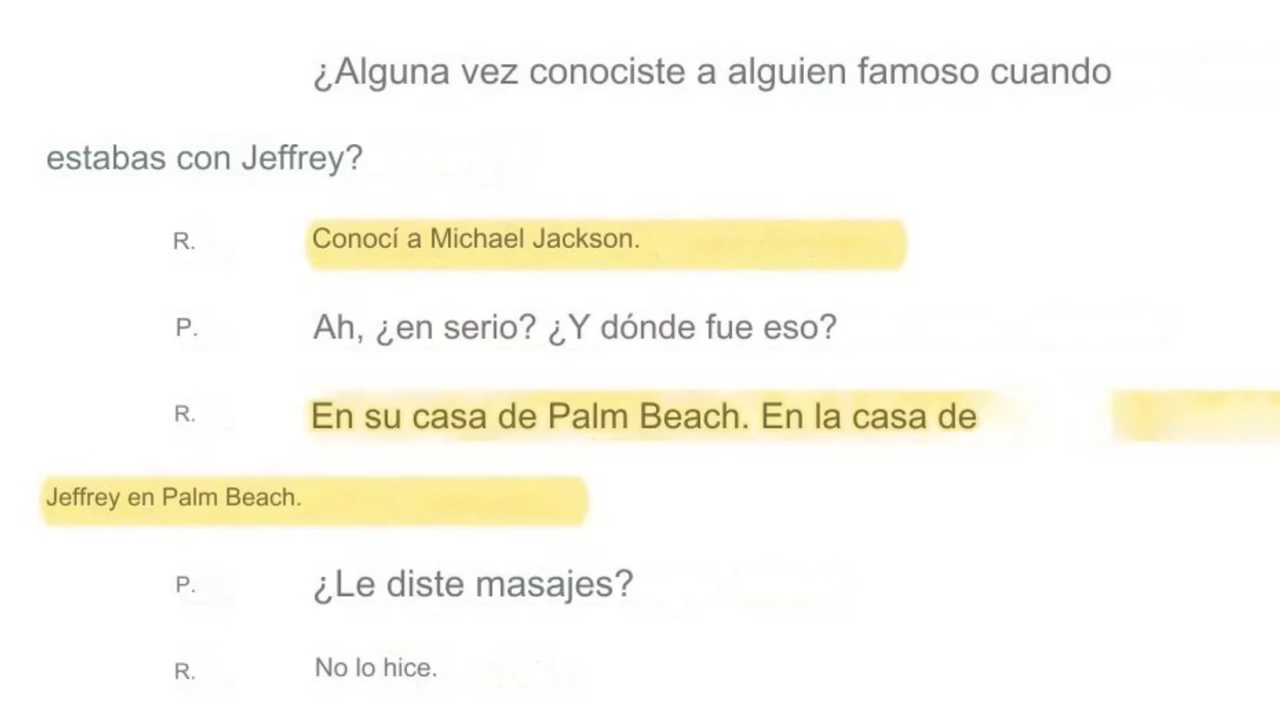 ¿Alguna vez conociste a alguien famoso cuando
estabas con Jeffrey?
R. Conocí a Michael Jackson.
P. Ah, ¿en serio? ¿Y dónde fue eso?
R. En su casa de Palm Beach. En la casa de
Jeffrey en Palm Beach.
P. ¿Le diste masajes?
R. No lo hice.